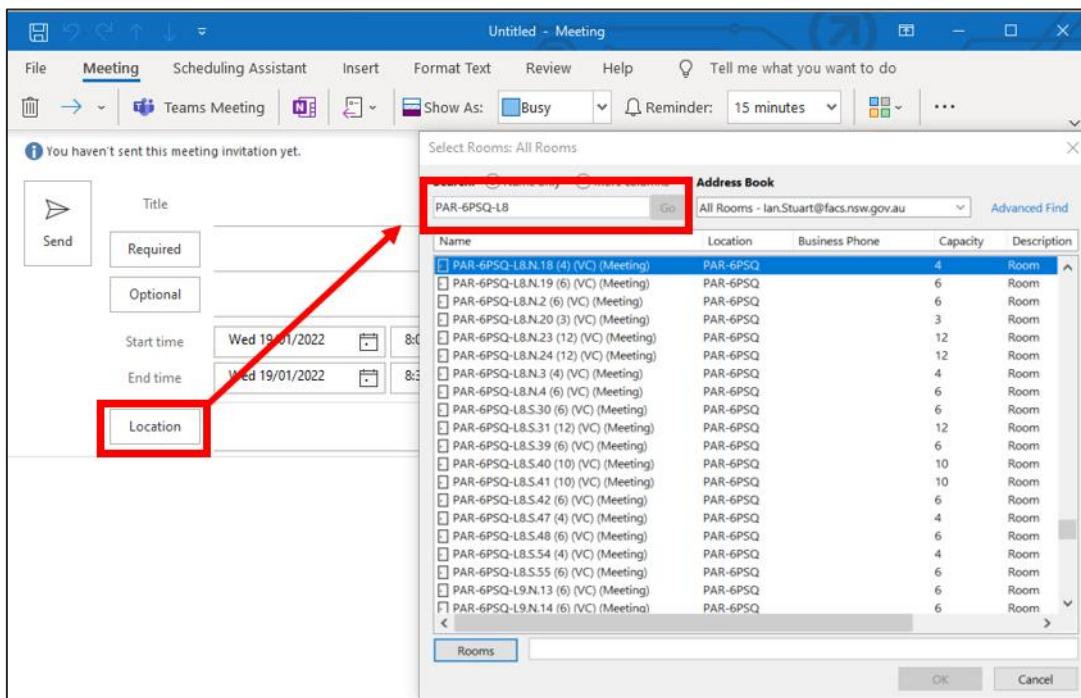 Untitled - Meeting
File Meeting Scheduling Assistant Insert Format Text Review Help Tell me what you want to do
Teams Meeting Show As: Busy Reminder: 15 minutes
You haven't sent this meeting invitation yet.
Send
Title
Required
Optional
Start time Wed 19/01/2022
End time Wed 19/01/2022
Location
Select Rooms: All Rooms
Address Book
PAR-6PSQ-L8 Go All Rooms - Ian.Stuart@facs.nsw.gov.au Advanced Find
Name Location Business Phone Capacity Description
PAR-6PSQ-L8.N.18 (4) (VC) (Meeting) PAR-6PSQ 4 Room
PAR-6PSQ-L8.N.19 (6) (VC) (Meeting) PAR-6PSQ 6 Room
PAR-6PSQ-L8.N.2 (6) (VC) (Meeting) PAR-6PSQ 6 Room
PAR-6PSQ-L8.N.20 (3) (VC) (Meeting) PAR-6PSQ 3 Room
PAR-6PSQ-L8.N.23 (12) (VC) (Meeting) PAR-6PSQ 12 Room
PAR-6PSQ-L8.N.24 (12) (VC) (Meeting) PAR-6PSQ 12 Room
PAR-6PSQ-L8.N.3 (4) (VC) (Meeting) PAR-6PSQ 4 Room
PAR-6PSQ-L8.N.4 (6) (VC) (Meeting) PAR-6PSQ 6 Room
PAR-6PSQ-L8.S.30 (6) (VC) (Meeting) PAR-6PSQ 6 Room
PAR-6PSQ-L8.S.31 (12) (VC) (Meeting) PAR-6PSQ 12 Room
PAR-6PSQ-L8.S.39 (6) (VC) (Meeting) PAR-6PSQ 6 Room
PAR-6PSQ-L8.S.40 (10) (VC) (Meeting) PAR-6PSQ 10 Room
PAR-6PSQ-L8.S.41 (10) (VC) (Meeting) PAR-6PSQ 10 Room
PAR-6PSQ-L8.S.42 (6) (VC) (Meeting) PAR-6PSQ 6 Room
PAR-6PSQ-L8.S.47 (4) (VC) (Meeting) PAR-6PSQ 4 Room
PAR-6PSQ-L8.S.48 (6) (VC) (Meeting) PAR-6PSQ 6 Room
PAR-6PSQ-L8.S.54 (4) (VC) (Meeting) PAR-6PSQ 4 Room
PAR-6PSQ-L8.S.55 (6) (VC) (Meeting) PAR-6PSQ 6 Room
PAR-6PSQ-L9.N.13 (6) (VC) (Meeting) PAR-6PSQ 6 Room
PAR-6PSQ-L9.N.14 (6) (VC) (Meeting) PAR-6PSQ 6 Room
Rooms
OK Cancel